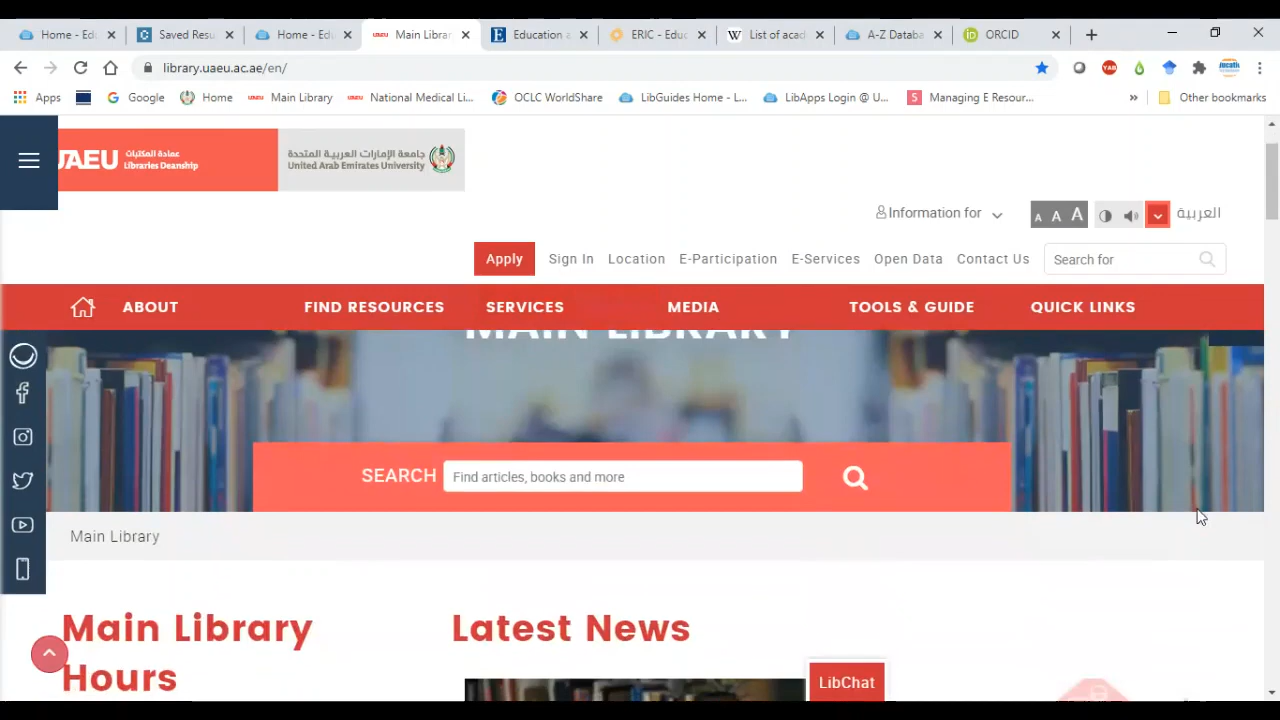 Home - Edu
Saved Resu
Home - Edu
Main Librar
Education a
ERIC - Educ
List of acad
A-Z Databa
ORCID
library.uaeu.ac.ae/en/
Apps
Google
Home
Main Library
National Medical Li...
OCLC WorldShare
LibGuides Home - L...
LibApps Login @ U...
Managing E Resour...
Other bookmarks
UAEU
عمادة المكتبات
Libraries Deanship
جامعة الإمارات العربية المتحدة
United Arab Emirates University
Information for
A A A
العربية
Apply Sign In Location E-Participation E-Services Open Data Contact Us Search for
ABOUT FIND RESOURCES SERVICES MEDIA TOOLS & GUIDE QUICK LINKS
MAIN LIBRARY
SEARCH Find articles, books and more
Main Library
Main Library
Hours
Latest News
LibChat